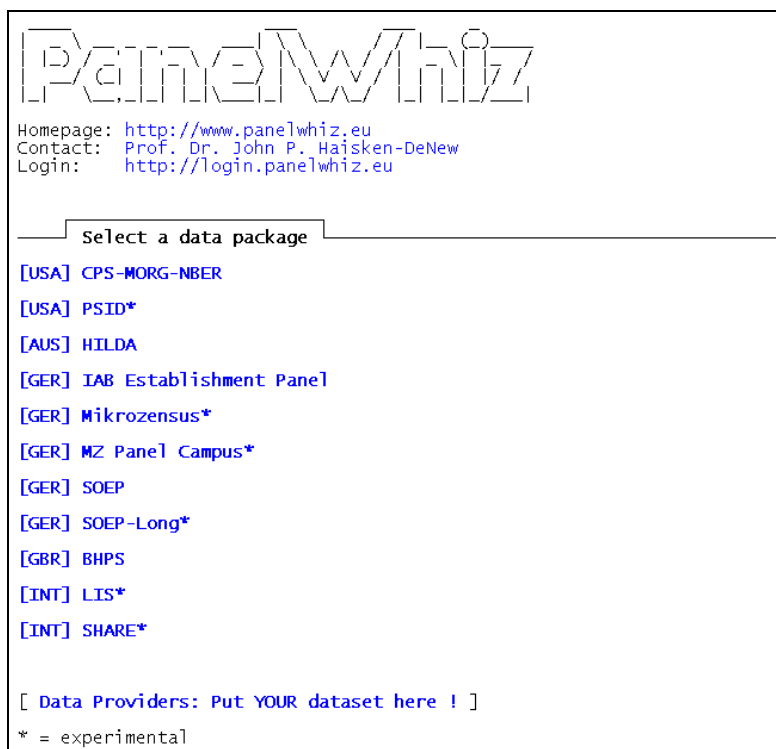 PanelWhiz
Homepage: http://www.panelwhiz.eu
Contact: Prof. Dr. John P. Haisken-DeNew
Login: http://login.panelwhiz.eu
Select a data package
[USA] CPS-MORG-NBER
[USA] PSID*
[AUS] HILDA
[GER] IAB Establishment Panel
[GER] Mikrozensus*
[GER] MZ Panel Campus*
[GER] SOEP
[GER] SOEP-Long*
[GBR] BHPS
[INT] LIS*
[INT] SHARE*
[ Data Providers: Put YOUR dataset here ! ]
* = experimental